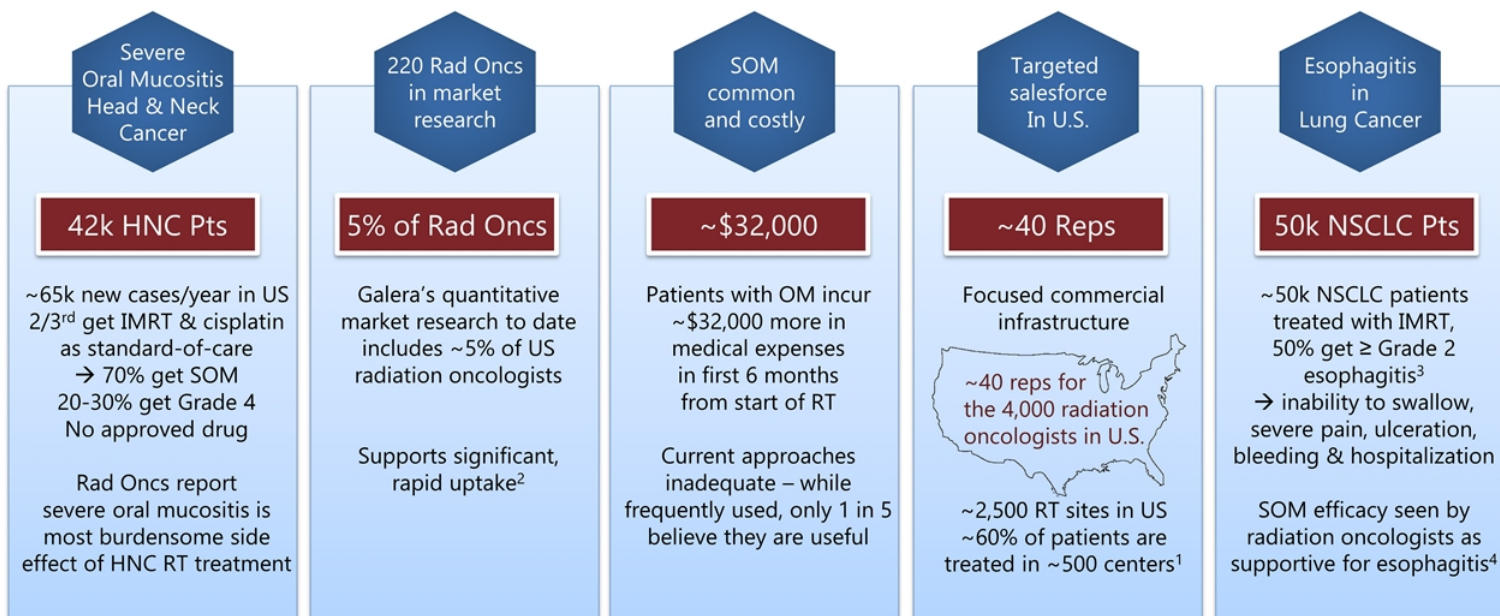 Severe
Oral Mucositis
Head & Neck
Cancer
42k HNC Pts
~65k new cases/year in US
2/3rd get IMRT & cisplatin
as standard-of-care
→ 70% get SOM
20-30% get Grade 4
No approved drug
Rad Oncs report
severe oral mucositis is
most burdensome side
effect of HNC RT treatment
220 Rad Oncs
in market
research
5% of Rad Oncs
Galera’s quantitative
market research to date
includes ~5% of US
radiation oncologists
Supports significant,
rapid uptake2
SOM
common
and costly
~$32,000
Patients with OM incur
~$32,000 more in
medical expenses
in first 6 months
from start of RT
Current approaches
inadequate – while
frequently used, only 1 in 5
believe they are useful
Targeted
salesforce
In U.S.
~40 Reps
Focused commercial
infrastructure
~40 reps for
the 4,000 radiation
oncologists in U.S.
~2,500 RT sites in US
~60% of patients are
treated in ~500 centers1
Esophagitis
in
Lung Cancer
50k NSCLC Pts
~50k NSCLC patients
treated with IMRT,
50% get ≥ Grade 2
esophagitis3
→ inability to swallow,
severe pain, ulceration,
bleeding & hospitalization
SOM efficacy seen by
radiation oncologists as
supportive for esophagitis4